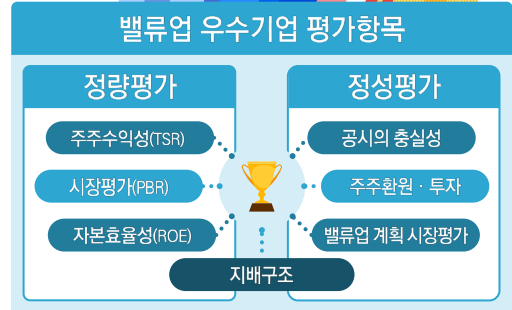 밸류업 우수기업 평가항목
정량평가
주주수익성(TSR)
시장평가(PBR)
자본효율성(ROE)
정성평가
공시의 충실성
주주환원·투자
밸류업 계획 시장평가
지배구조